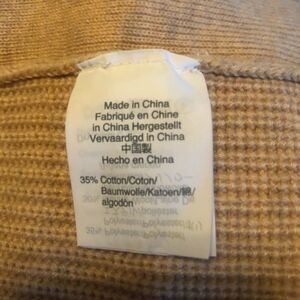 Made in China
Fabriqué en Chine
in China Hergestellt
Vervaardigd in China
中国製
Hecho en China
35% Cotton/Coton/
Baumwolle/Katoen/綿/
algodón